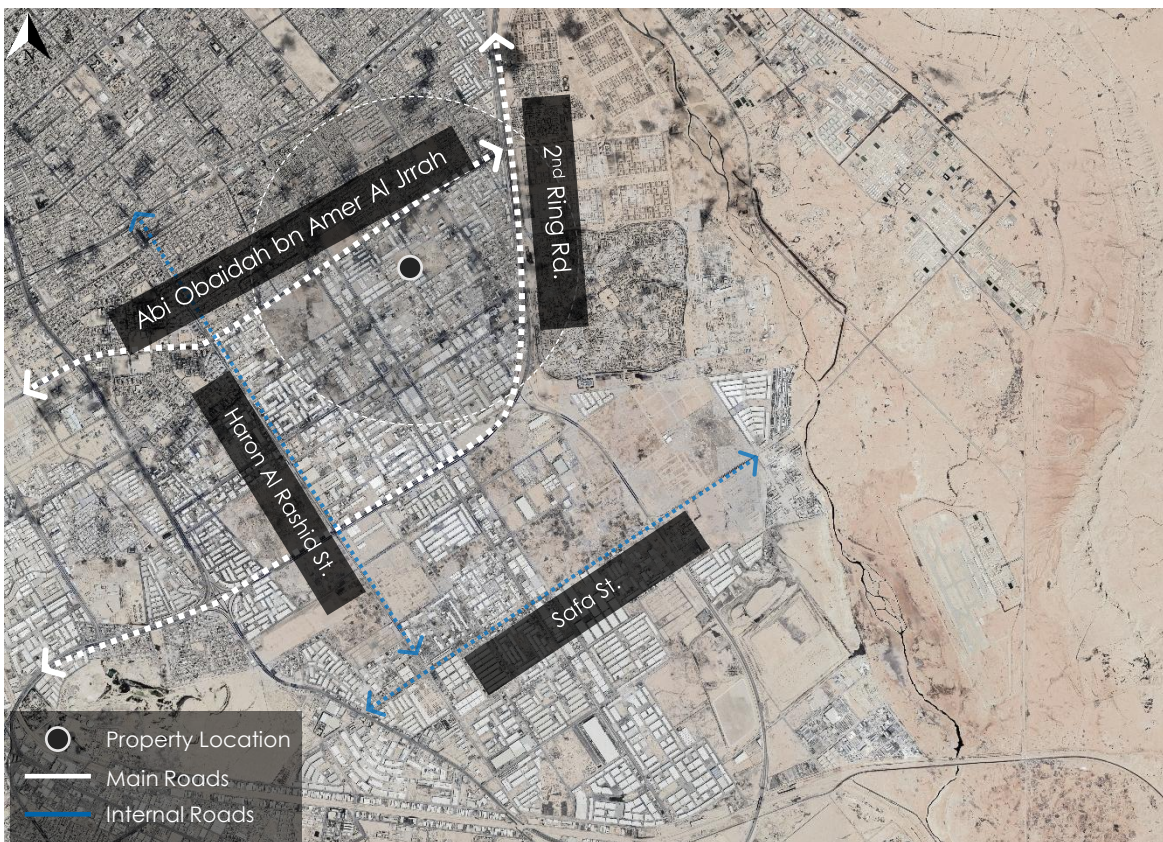 Abi Obaidah bn Amer Al Jrrah
2nd Ring Rd.
Haron Al Rashid St.
Safa St.
Property Location
Main Roads
Internal Roads